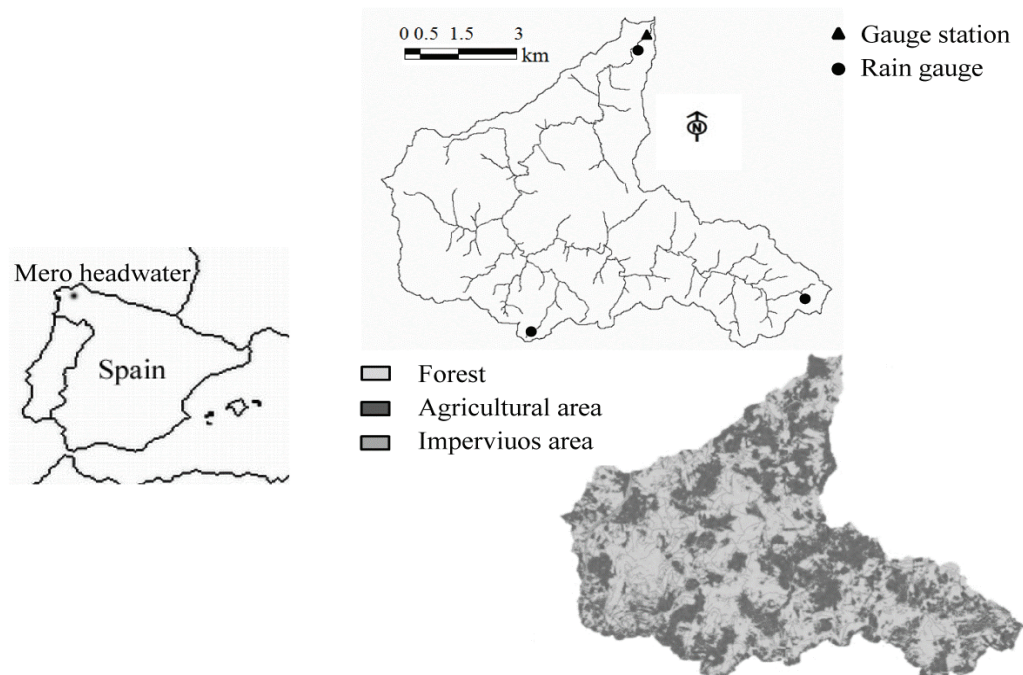 0 0.5 1.5 3
km
Gauge station
Rain gauge
N
Mero headwater
Spain
Forest
Agricultural area
Imperviuos area